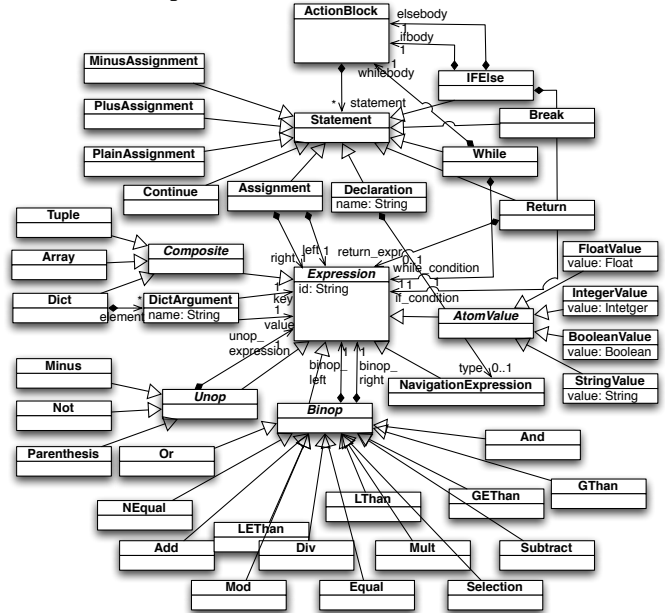 ActionBlock
elsebody
1
ifbody
1
MinusAssignment
whilebody
1
IFElse
PlusAssignment
* statement
Statement
Break
PlainAssignment
While
Continue
Assignment
Declaration
name: String
Return
Tuple
Composite
right 1
left 1
return_expr
0..1
FloatValue
value: Float
Array
Expression
id: String
while_condition
1
1
if_condition
Dict
element
*
DictArgument
name: String
1
key
1
value
AtomValue
IntegerValue
value: Intetger
BooleanValue
value: Boolean
unop_
expression
1
Minus
binop_
left
1
binop_
right
1
type
0..1
StringValue
value: String
Unop
NavigationExpression
Not
Binop
Parenthesis
Or
And
GThan
NEqual
LThan
GEThan
LEThan
Add
Div
Mult
Subtract
Mod
Equal
Selection